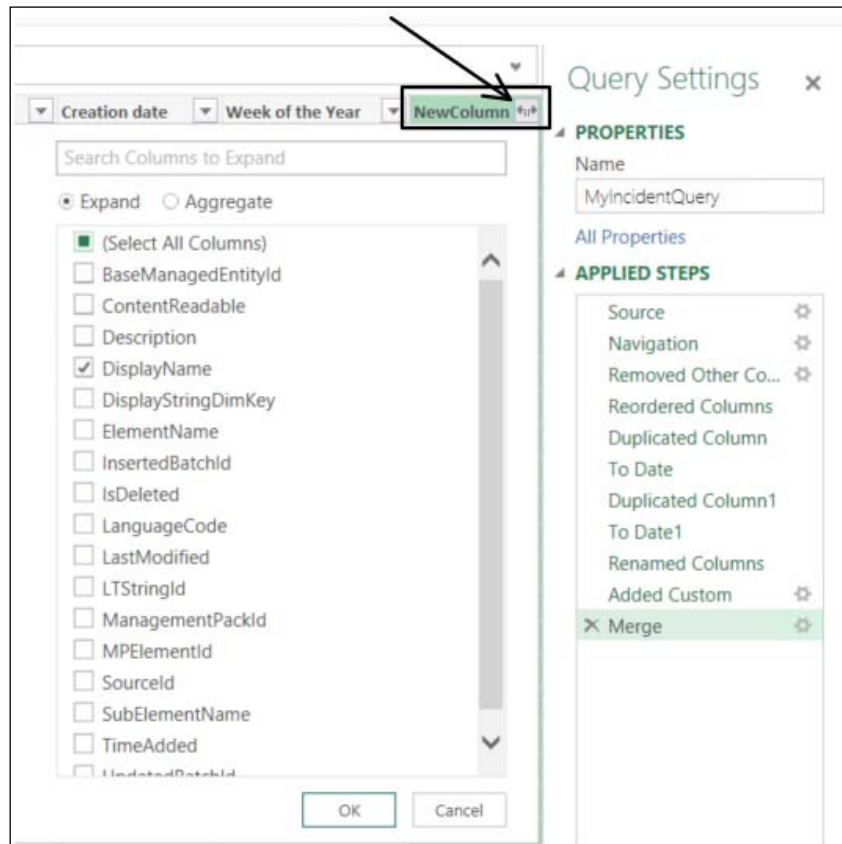 Creation date
Week of the Year
NewColumn
Search Columns to Expand
Expand
Aggregate
(Select All Columns)
BaseManagedEntityId
ContentReadable
Description
DisplayName
DisplayStringDimKey
ElementName
InsertedBatchId
IsDeleted
LanguageCode
LastModified
LTStringId
ManagementPackId
MPElementId
SourceId
SubElementName
TimeAdded
UpdatedBatchId
OK
Cancel
Query Settings
PROPERTIES
Name
MyIncidentQuery
All Properties
APPLIED STEPS
Source
Navigation
Removed Other Co...
Reordered Columns
Duplicated Column
To Date
Duplicated Column1
To Date1
Renamed Columns
Added Custom
Merge